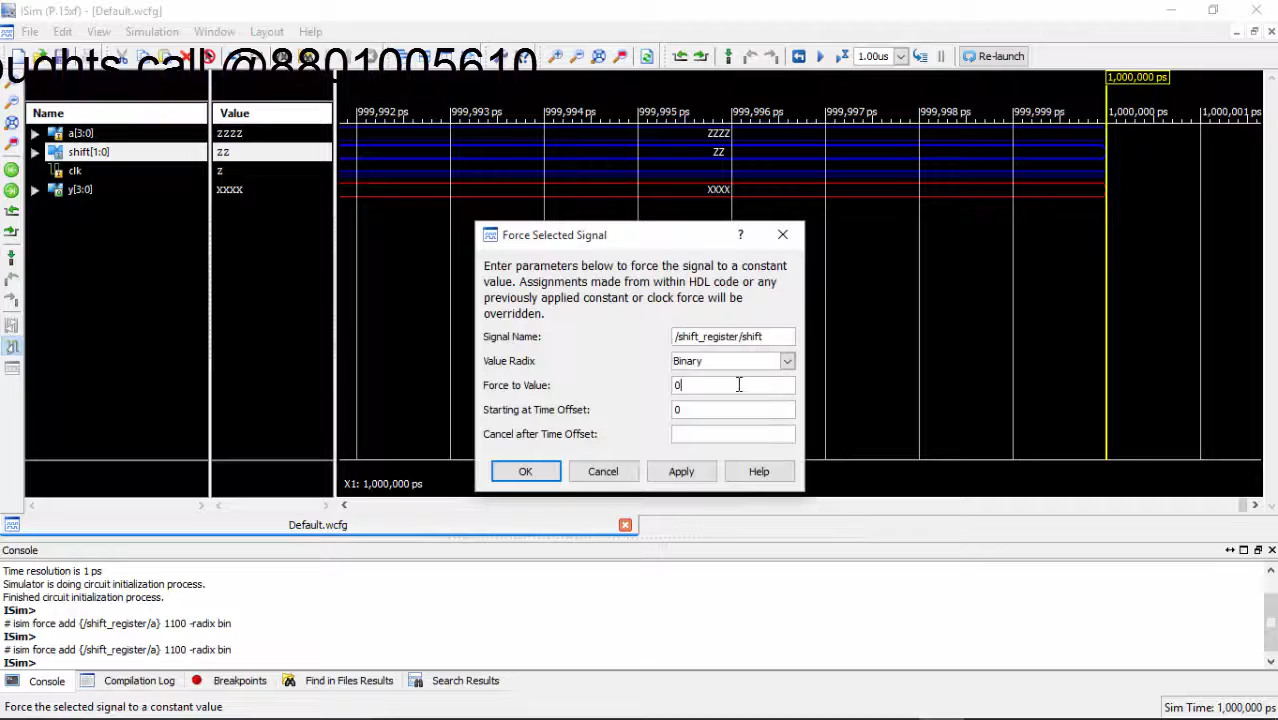 ISim (P.15xf) - [Default.wcfg]
File Edit View Simulation Window Layout Help
oughts call @8801005610
1.00us Re-launch
1,000,000 ps
Name Value
999,992 ps 999,993 ps 999,994 ps 999,995 ps 999,996 ps 999,997 ps 999,998 ps 999,999 ps 1,000,000 ps 1,000,001 ps
a[3:0] ZZZZ ZZZZ
shift[1:0] ZZ ZZ
clk Z
y[3:0] XXXX XXXX
Force Selected Signal ?
Enter parameters below to force the signal to a constant
value. Assignments made from within HDL code or any
previously applied constant or clock force will be
overridden.
Signal Name: /shift_register/shift
Value Radix Binary
Force to Value: 0
Starting at Time Offset: 0
Cancel after Time Offset:
OK Cancel Apply Help
X1: 1,000,000 ps
Default.wcfg
Console
Time resolution is 1 ps
Simulator is doing circuit initialization process.
Finished circuit initialization process.
ISim>
# isim force add {/shift_register/a} 1100 -radix bin
ISim>
# isim force add {/shift_register/a} 1100 -radix bin
ISim>
Console Compilation Log Breakpoints Find in Files Results Search Results
Force the selected signal to a constant value Sim Time: 1,000,000 ps